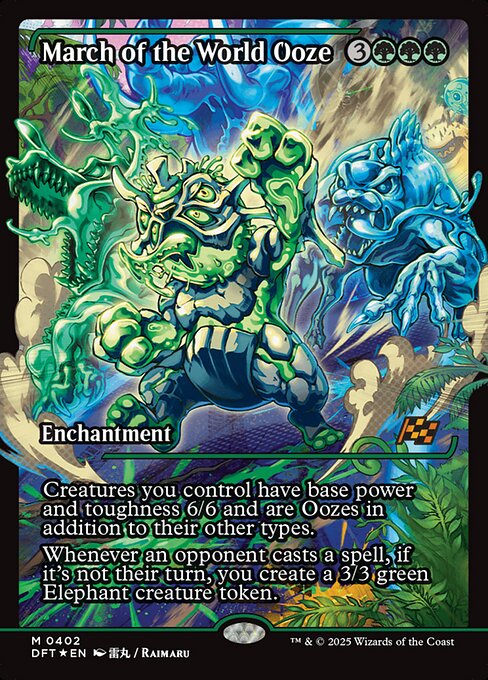 March of the World Ooze 3
Enchantment
Creatures you control have base power
and toughness 6/6 and are Oozes in
addition to their other types.
Whenever an opponent casts a spell, if
it's not their turn, you create a 3/3 green
Elephant creature token.
M 0402
DFT★EN 雷丸/Raimaru
™ & © 2025 Wizards of the Coast